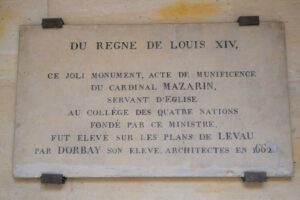 DU REGNE DE LOUIS XIV,
CE JOLI MONUMENT, ACTE DE MUNIFICENCE
DU CARDINAL MAZARIN,
SERVANT D'EGLISE
AU COLLÉGE DES QUATRE NATIONS
FONDÉ PAR CE MINISTRE,
FUT ELEVÉ SUR LES PLANS DE LEVAU
PAR DORBAY SON ELEVE, ARCHITECTES EN 1662